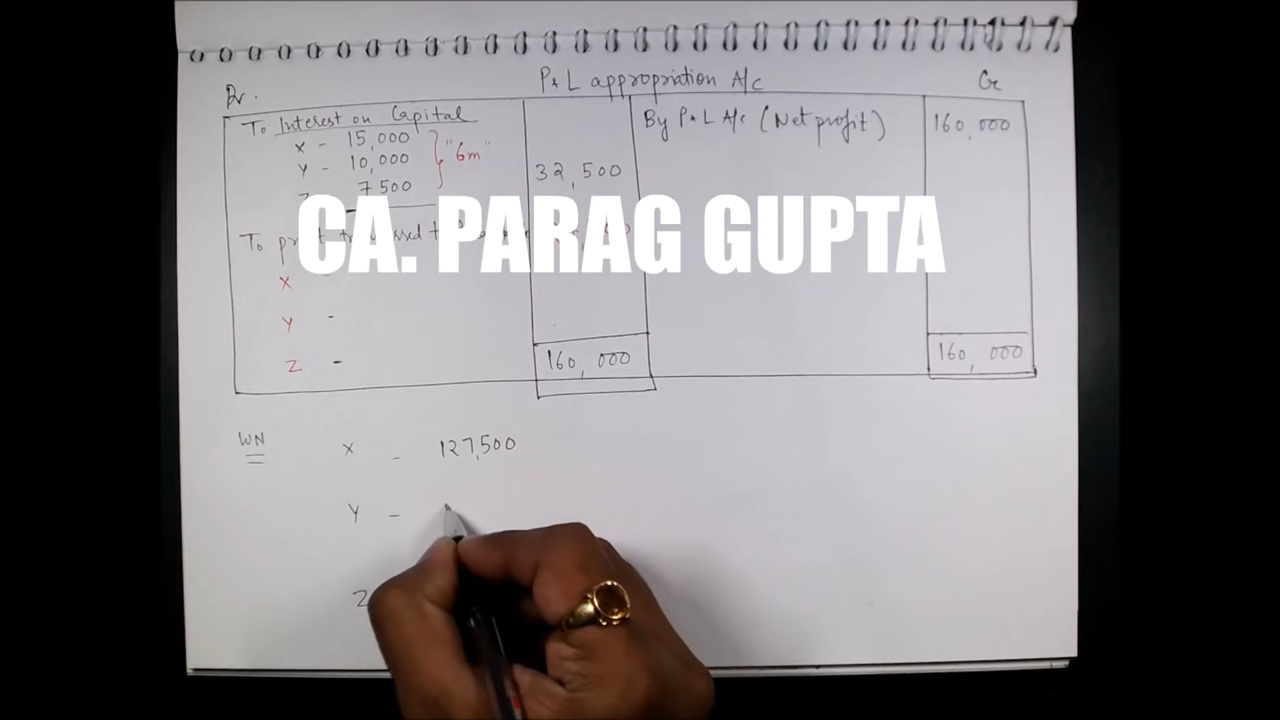 P & L appropriation A/c
Dr. Cr
To Interest on Capital
X - 15,000
Y - 10,000
7500
"6m"
32,500
By P & L A/c (Net profit)
160,000
CA. PARAG GUPTA
To
X -
Y -
Z -
160,000
160,000
WN
X - 127,500
Y -
Z